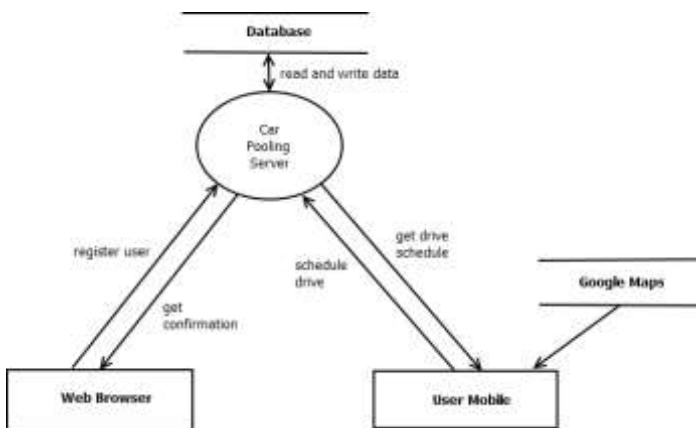 Database
read and write data
Car
Pooling
Server
register user
get drive
schedule
schedule
drive
Google Maps
get
confirmation
Web Browser
User Mobile